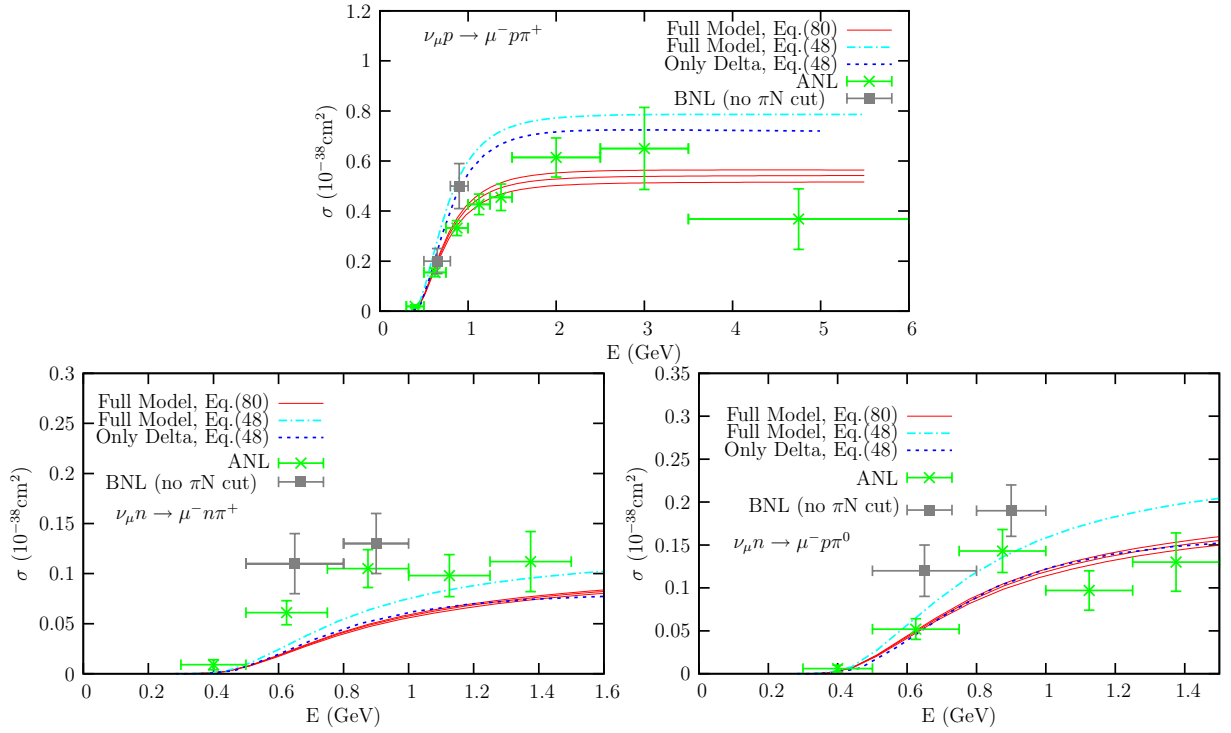 ν_μ p → μ⁻ p π⁺
Full Model, Eq.(80)
Full Model, Eq.(48)
Only Delta, Eq.(48)
ANL
BNL (no πN cut)
σ (10⁻³⁸cm²)
1.2
1
0.8
0.6
0.4
0.2
0
0 1 2 3 4 5 6
E (GeV)
Full Model, Eq.(80)
Full Model, Eq.(48)
Only Delta, Eq.(48)
ANL
BNL (no πN cut)
ν_μ n → μ⁻ n π⁺
σ (10⁻³⁸cm²)
0.3
0.25
0.2
0.15
0.1
0.05
0
0 0.2 0.4 0.6 0.8 1 1.2 1.4 1.6
E (GeV)
Full Model, Eq.(80)
Full Model, Eq.(48)
Only Delta, Eq.(48)
ANL
BNL (no πN cut)
ν_μ n → μ⁻ p π⁰
σ (10⁻³⁸cm²)
0.35
0.3
0.25
0.2
0.15
0.1
0.05
0
0 0.2 0.4 0.6 0.8 1 1.2 1.4
E (GeV)